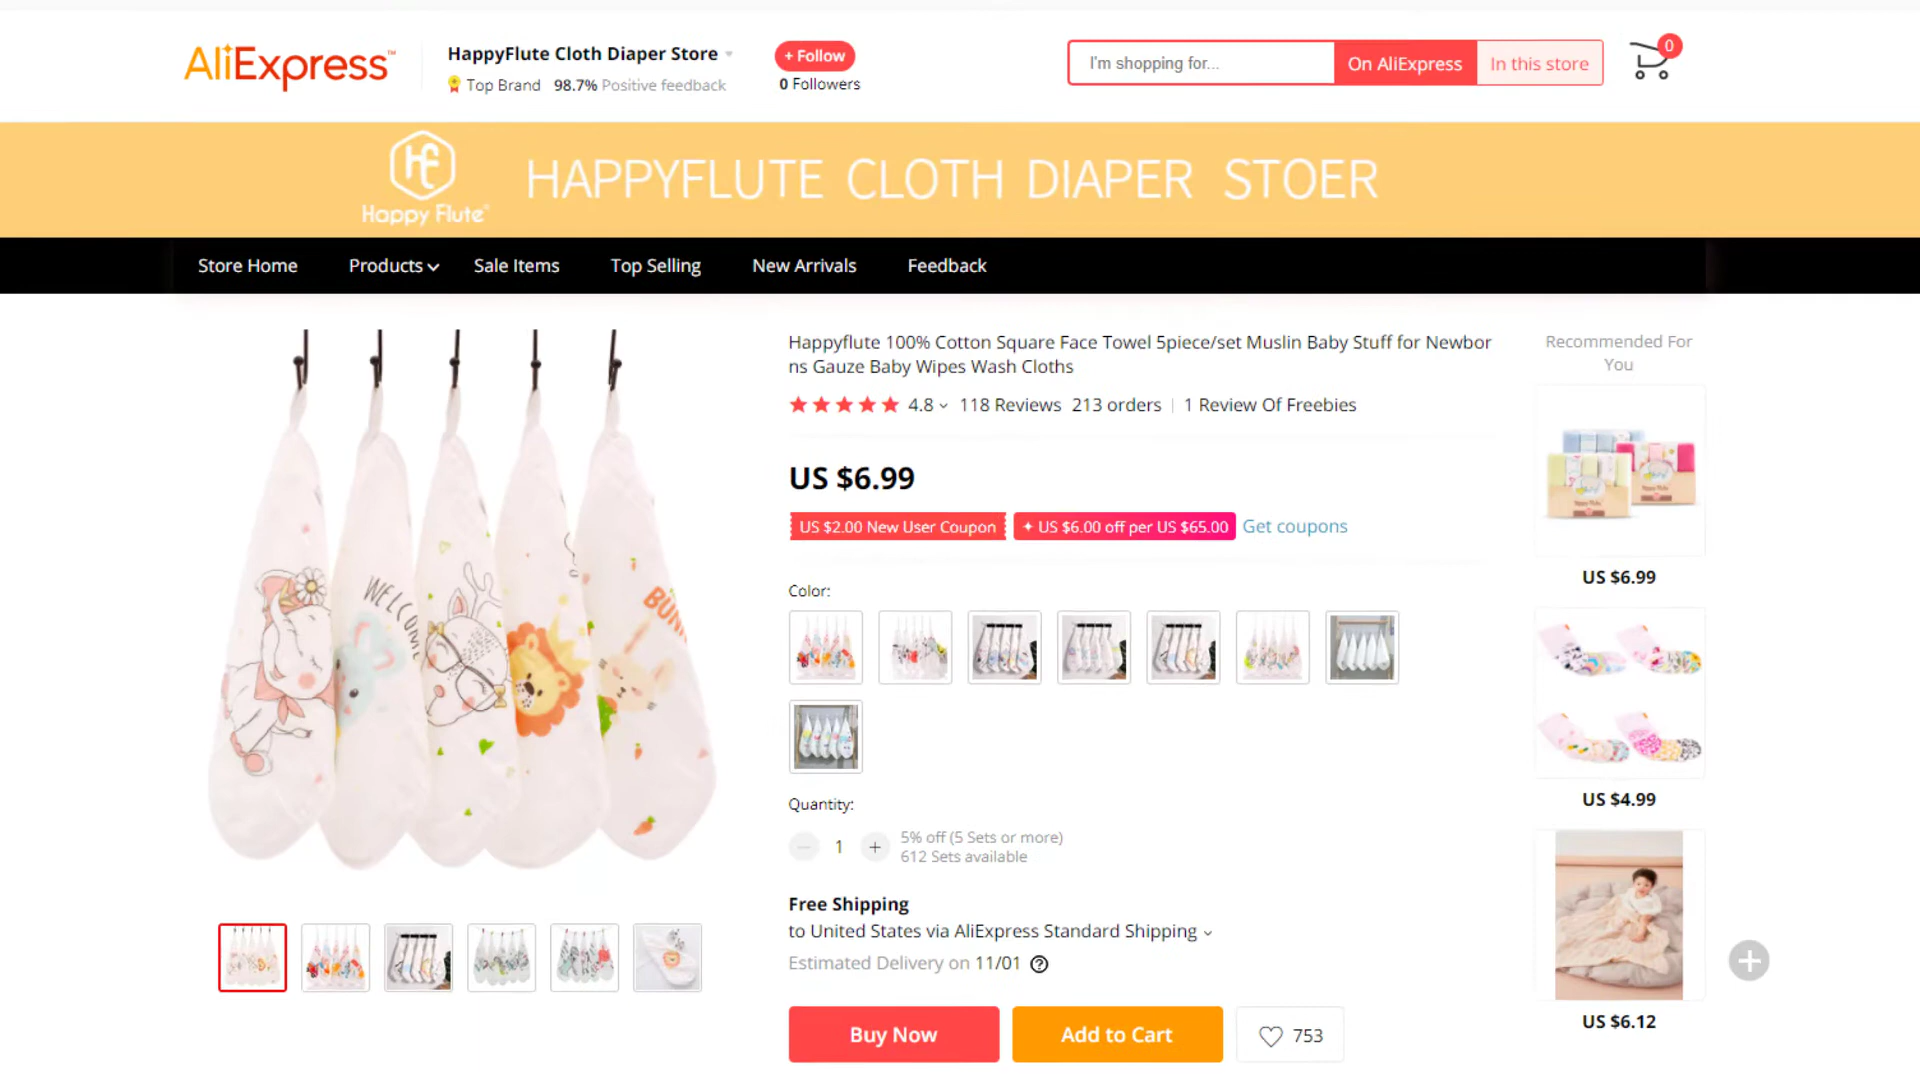 AliExpress™
HappyFlute Cloth Diaper Store
Top Brand 98.7% Positive feedback
+ Follow
0 Followers
I'm shopping for...
On AliExpress
In this store
0
Happy Flute®
HAPPYFLUTE CLOTH DIAPER STOER
Store Home Products Sale Items Top Selling New Arrivals Feedback
WELCOME
BUNN
Happyflute 100% Cotton Square Face Towel 5piece/set Muslin Baby Stuff for Newbor
ns Gauze Baby Wipes Wash Cloths
4.8 118 Reviews 213 orders | 1 Review Of Freebies
US $6.99
US $2.00 New User Coupon
US $6.00 off per US $65.00
Get coupons
Color:
Quantity:
1
5% off (5 Sets or more)
612 Sets available
Free Shipping
to United States via AliExpress Standard Shipping
Estimated Delivery on 11/01
Buy Now
Add to Cart
753
Recommended For
You
US $6.99
US $4.99
US $6.12